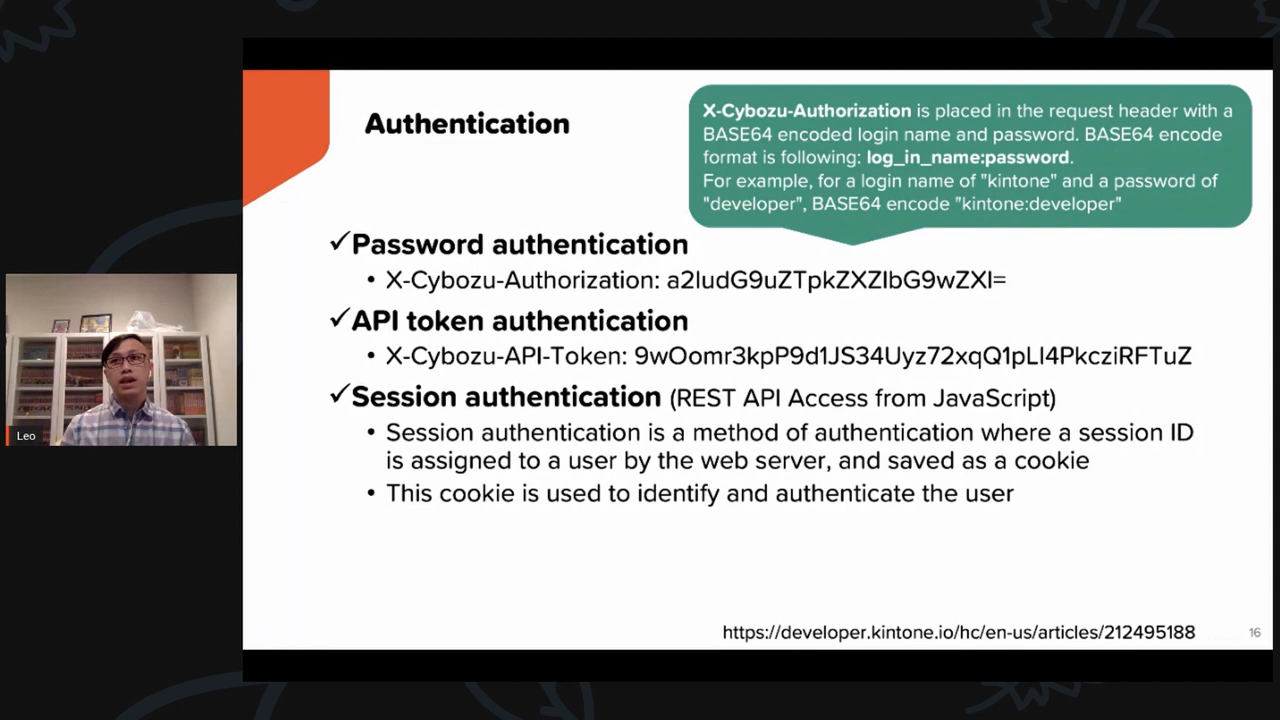 Authentication
X-Cybozu-Authorization is placed in the request header with a
BASE64 encoded login name and password. BASE64 encode
format is following: log_in_name:password.
For example, for a login name of "kintone" and a password of
"developer", BASE64 encode "kintone:developer"
✓Password authentication
• X-Cybozu-Authorization: a2ludG9uZTpkZXZlbG9wZXI=
✓API token authentication
• X-Cybozu-API-Token: 9wOomr3kpP9d1JS34Uyz72xqQ1pLl4PkcziRFTuZ
✓Session authentication (REST API Access from JavaScript)
• Session authentication is a method of authentication where a session ID
is assigned to a user by the web server, and saved as a cookie
• This cookie is used to identify and authenticate the user
Leo
https://developer.kintone.io/hc/en-us/articles/212495188
16